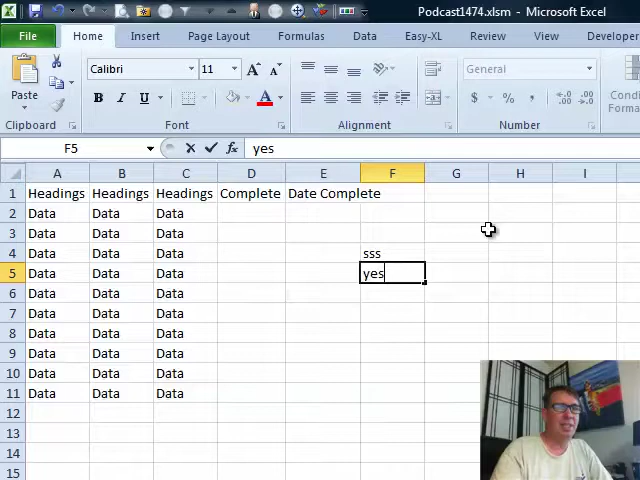 Podcast1474.xlsm - Microsoft Excel
File Home Insert Page Layout Formulas Data Easy-XL Review View Developer
Calibri 11 General
Paste
B I U A $ % ,
Clipboard Font Alignment Number
F5 fx yes
A B C D E F G H I
1 Headings Headings Headings Complete Date Complete
2 Data Data Data
3 Data Data Data
4 Data Data Data sss
5 Data Data Data yes
6 Data Data Data
7 Data Data Data
8 Data Data Data
9 Data Data Data
10 Data Data Data
11 Data Data Data
12
13
14
15